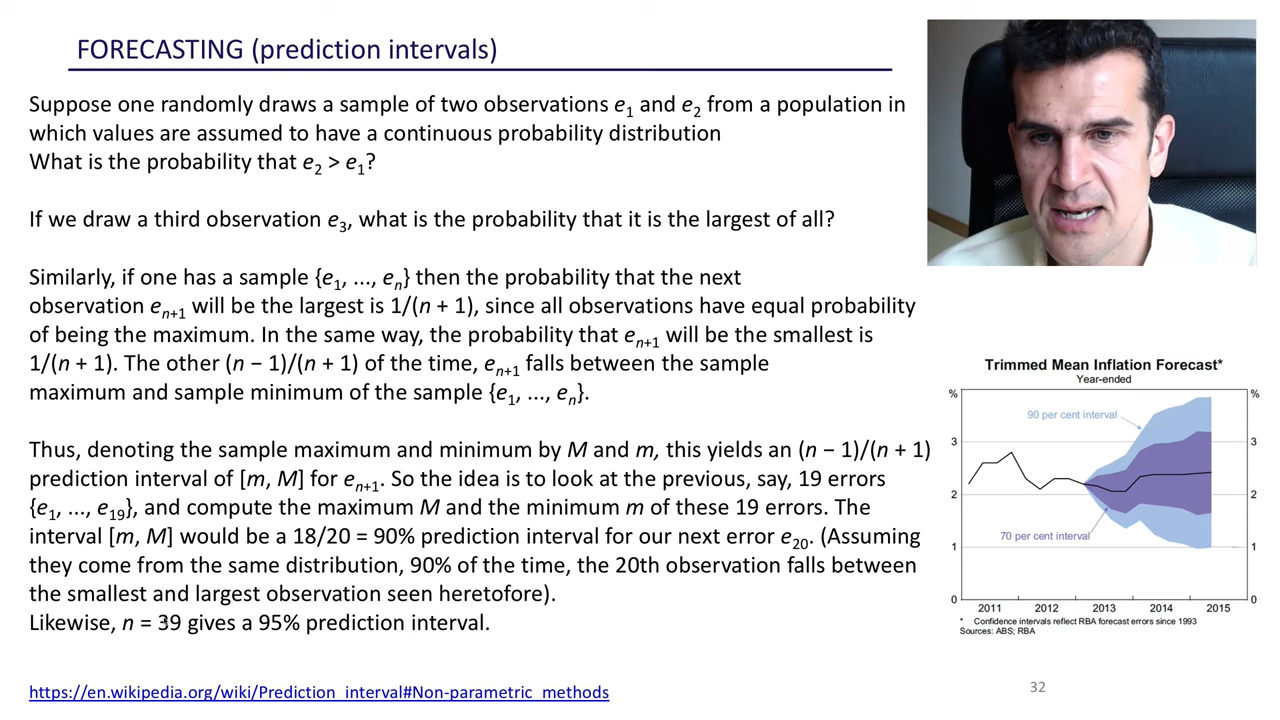 FORECASTING (prediction intervals)
Suppose one randomly draws a sample of two observations e1 and e2 from a population in
which values are assumed to have a continuous probability distribution
What is the probability that e2 > e1?
If we draw a third observation e3, what is the probability that it is the largest of all?
Similarly, if one has a sample {e1, ..., en} then the probability that the next
observation en+1 will be the largest is 1/(n + 1), since all observations have equal probability
of being the maximum. In the same way, the probability that en+1 will be the smallest is
1/(n + 1). The other (n − 1)/(n + 1) of the time, en+1 falls between the sample
maximum and sample minimum of the sample {e1, ..., en}.
Thus, denoting the sample maximum and minimum by M and m, this yields an (n − 1)/(n + 1)
prediction interval of [m, M] for en+1. So the idea is to look at the previous, say, 19 errors
{e1, ..., e19}, and compute the maximum M and the minimum m of these 19 errors. The
interval [m, M] would be a 18/20 = 90% prediction interval for our next error e20. (Assuming
they come from the same distribution, 90% of the time, the 20th observation falls between
the smallest and largest observation seen heretofore).
Likewise, n = 39 gives a 95% prediction interval.
https://en.wikipedia.org/wiki/Prediction_interval#Non-parametric_methods
Trimmed Mean Inflation Forecast*
Year-ended
% %
90 per cent interval
3 3
2 2
70 per cent interval
1 1
0 0
2011 2012 2013 2014 2015
* Confidence intervals reflect RBA forecast errors since 1993
Sources: ABS; RBA
32